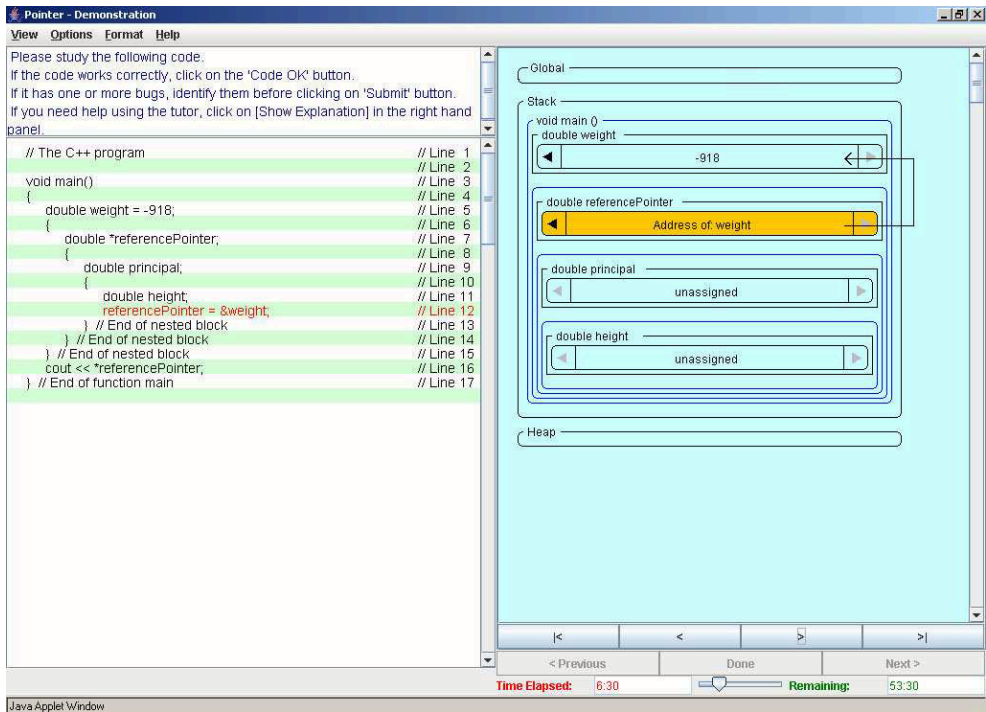 Pointer - Demonstration
View Options Format Help
Please study the following code.
If the code works correctly, click on the 'Code OK' button.
If it has one or more bugs, identify them before clicking on 'Submit' button.
If you need help using the tutor, click on [Show Explanation] in the right hand
panel.
// The C++ program // Line 1
// Line 2
void main() // Line 3
{ // Line 4
double weight = -918; // Line 5
{ // Line 6
double *referencePointer; // Line 7
{ // Line 8
double principal; // Line 9
{ // Line 10
double height; // Line 11
referencePointer = &weight; // Line 12
} // End of nested block // Line 13
} // End of nested block // Line 14
} // End of nested block // Line 15
cout << *referencePointer; // Line 16
} // End of function main // Line 17
Global
Stack
void main ()
double weight
-918
double referencePointer
Address of: weight
double principal
unassigned
double height
unassigned
Heap
|< < > >|
< Previous Done Next >
Time Elapsed: 6:30 Remaining: 53:30
Java Applet Window